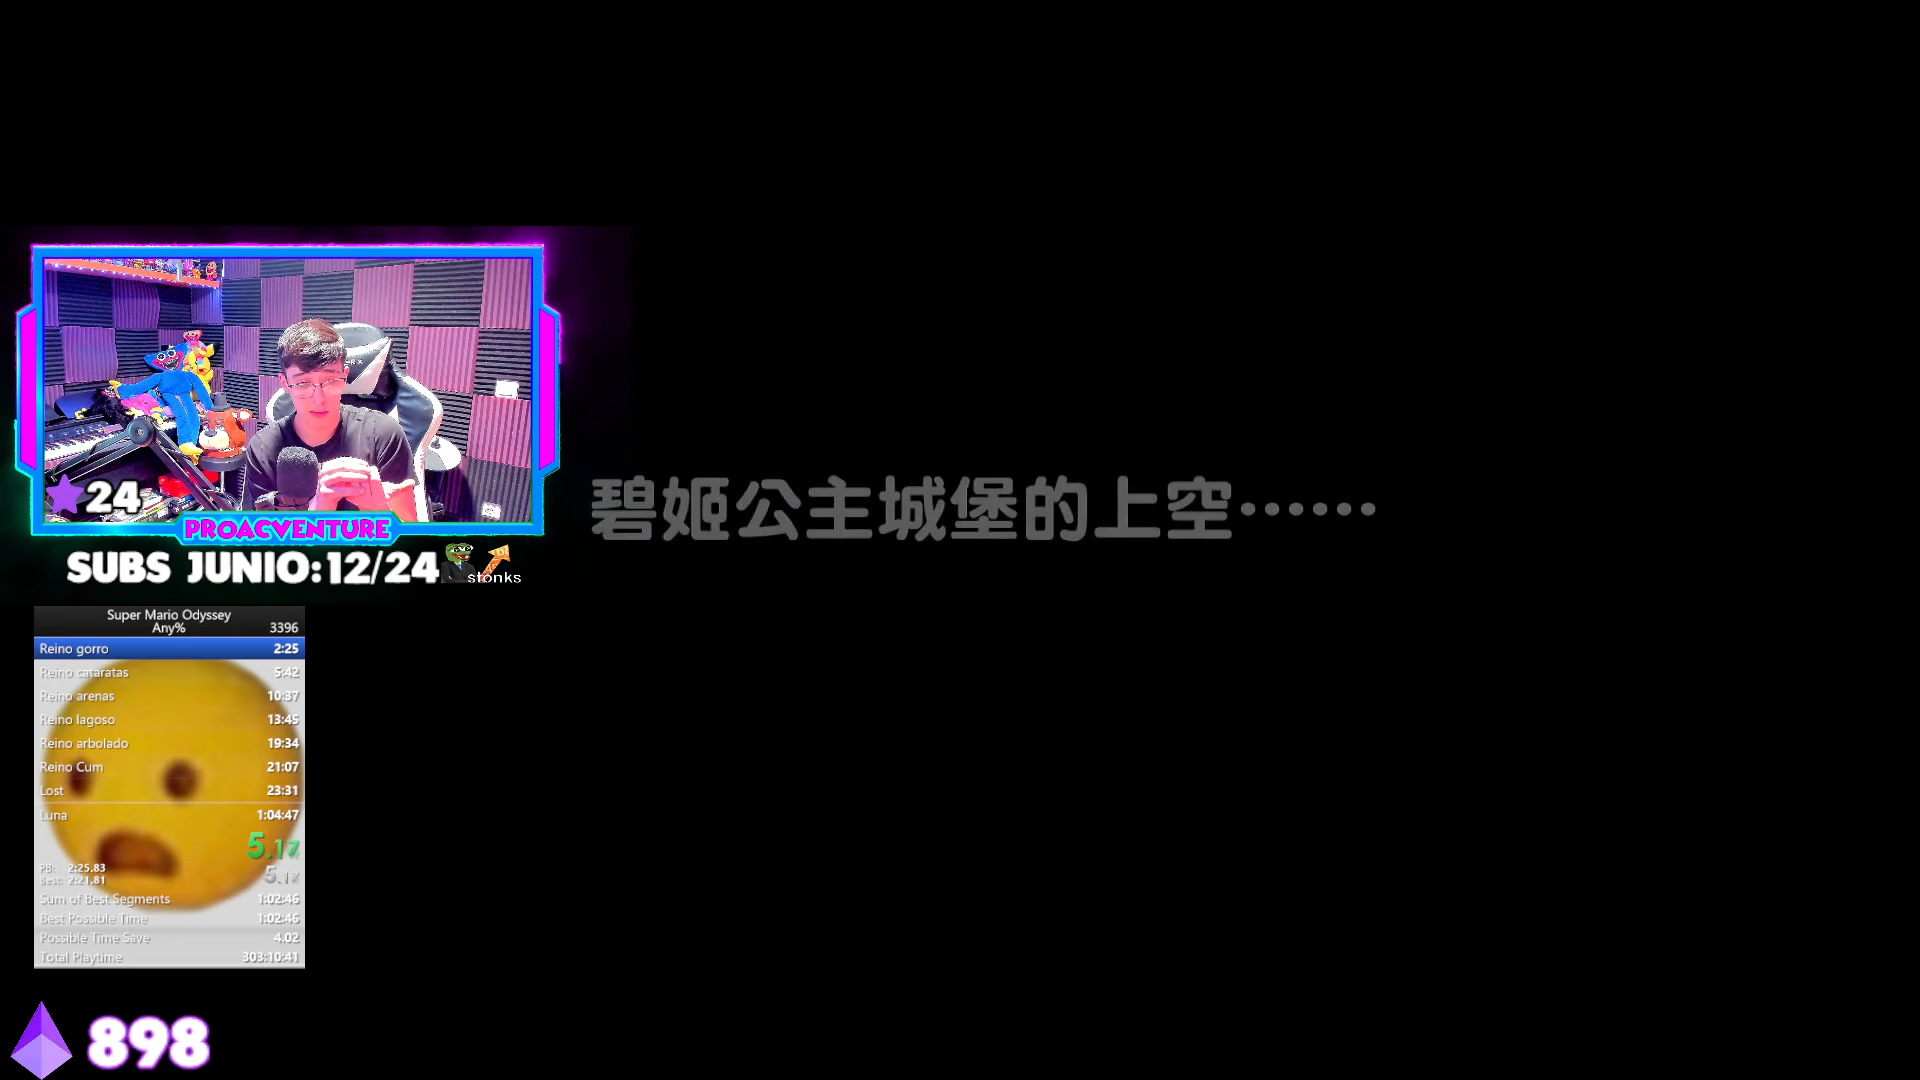 碧姬公主城堡的上空……
24
PROACVENTURE
SUBS JUNIO:12/24
stonks
Super Mario Odyssey
Any% 3396
Reino gorro 2:25
Reino cataratas 5:42
Reino arenas 10:37
Reino lagoso 13:45
Reino arbolado 19:34
Reino Cum 21:07
Lost 23:31
Luna 1:04:47
5.17
PB: 2:25.83 5.17
Best: 2:21.81
Sum of Best Segments 1:02:46
Best Possible Time 1:02:46
Possible Time Save 4.02
Total Playtime 303:10:41
898